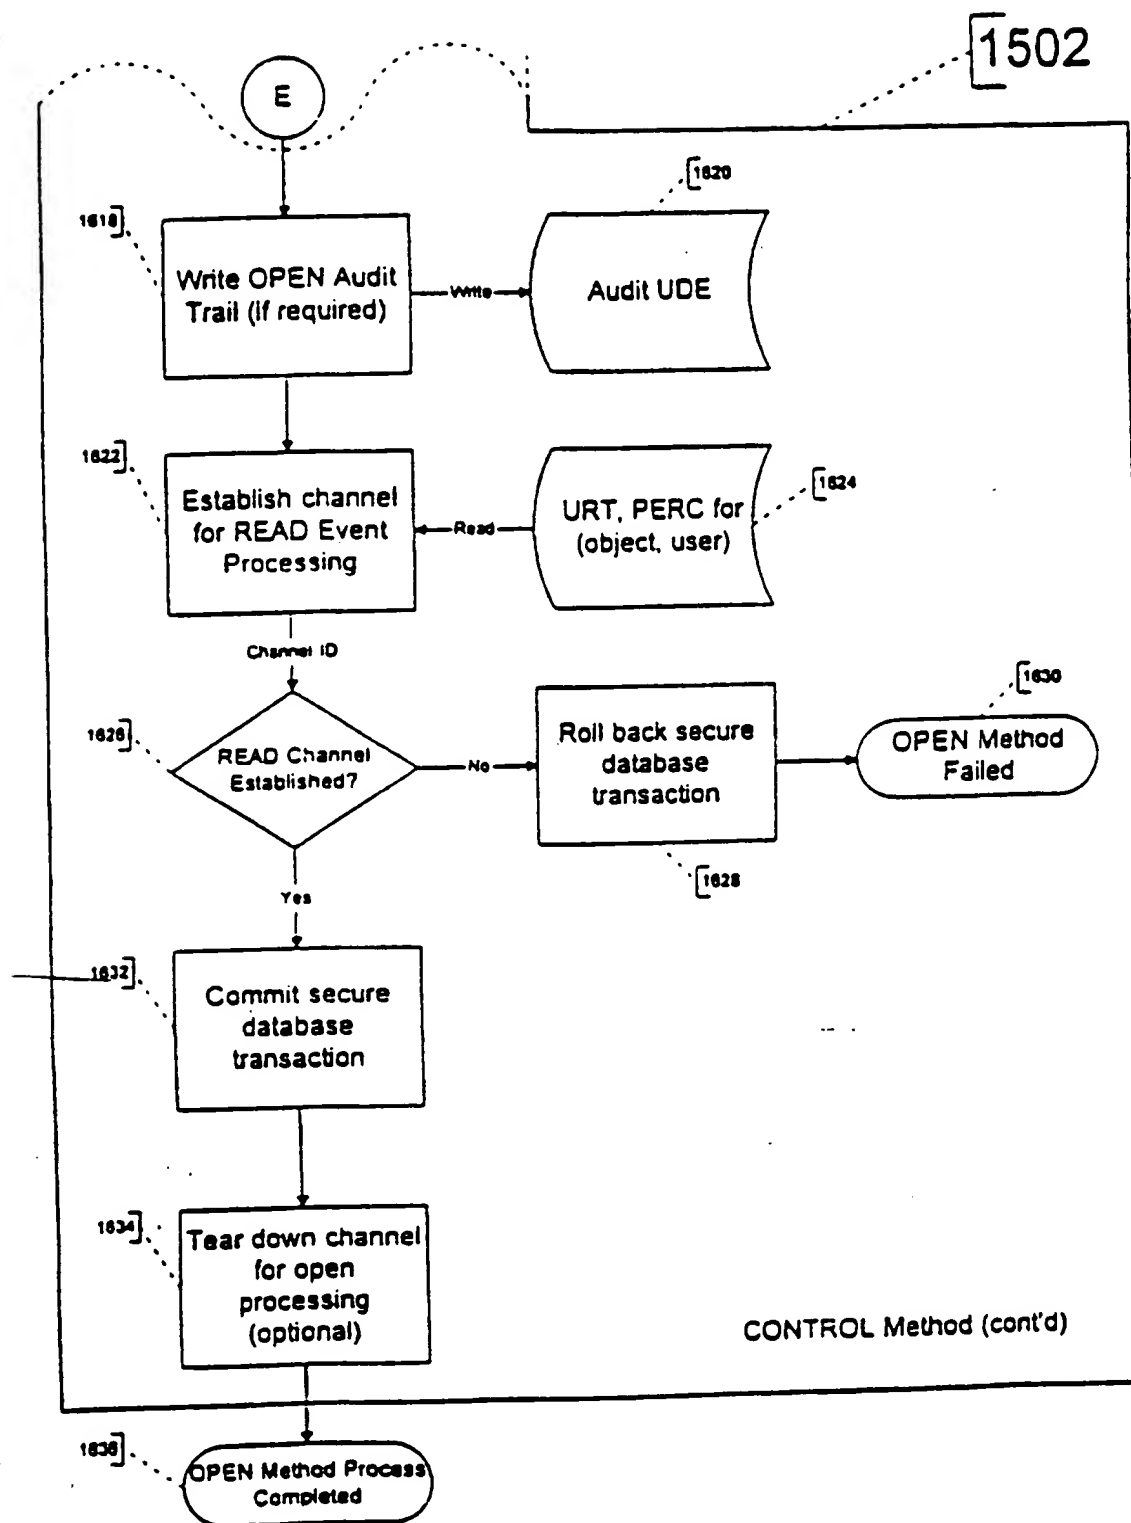 1502
E
1618
Write OPEN Audit
Trail (if required)
Write
1620
Audit UDE
1622
Establish channel
for READ Event
Processing
Read
URT, PERC for
(object, user)
1624
Channel ID
1626
READ Channel
Established?
No
Roll back secure
database
transaction
1628
1630
OPEN Method
Failed
Yes
1632
Commit secure
database
transaction
1634
Tear down channel
for open
processing
(optional)
CONTROL Method (cont'd)
1636
OPEN Method Process
Completed